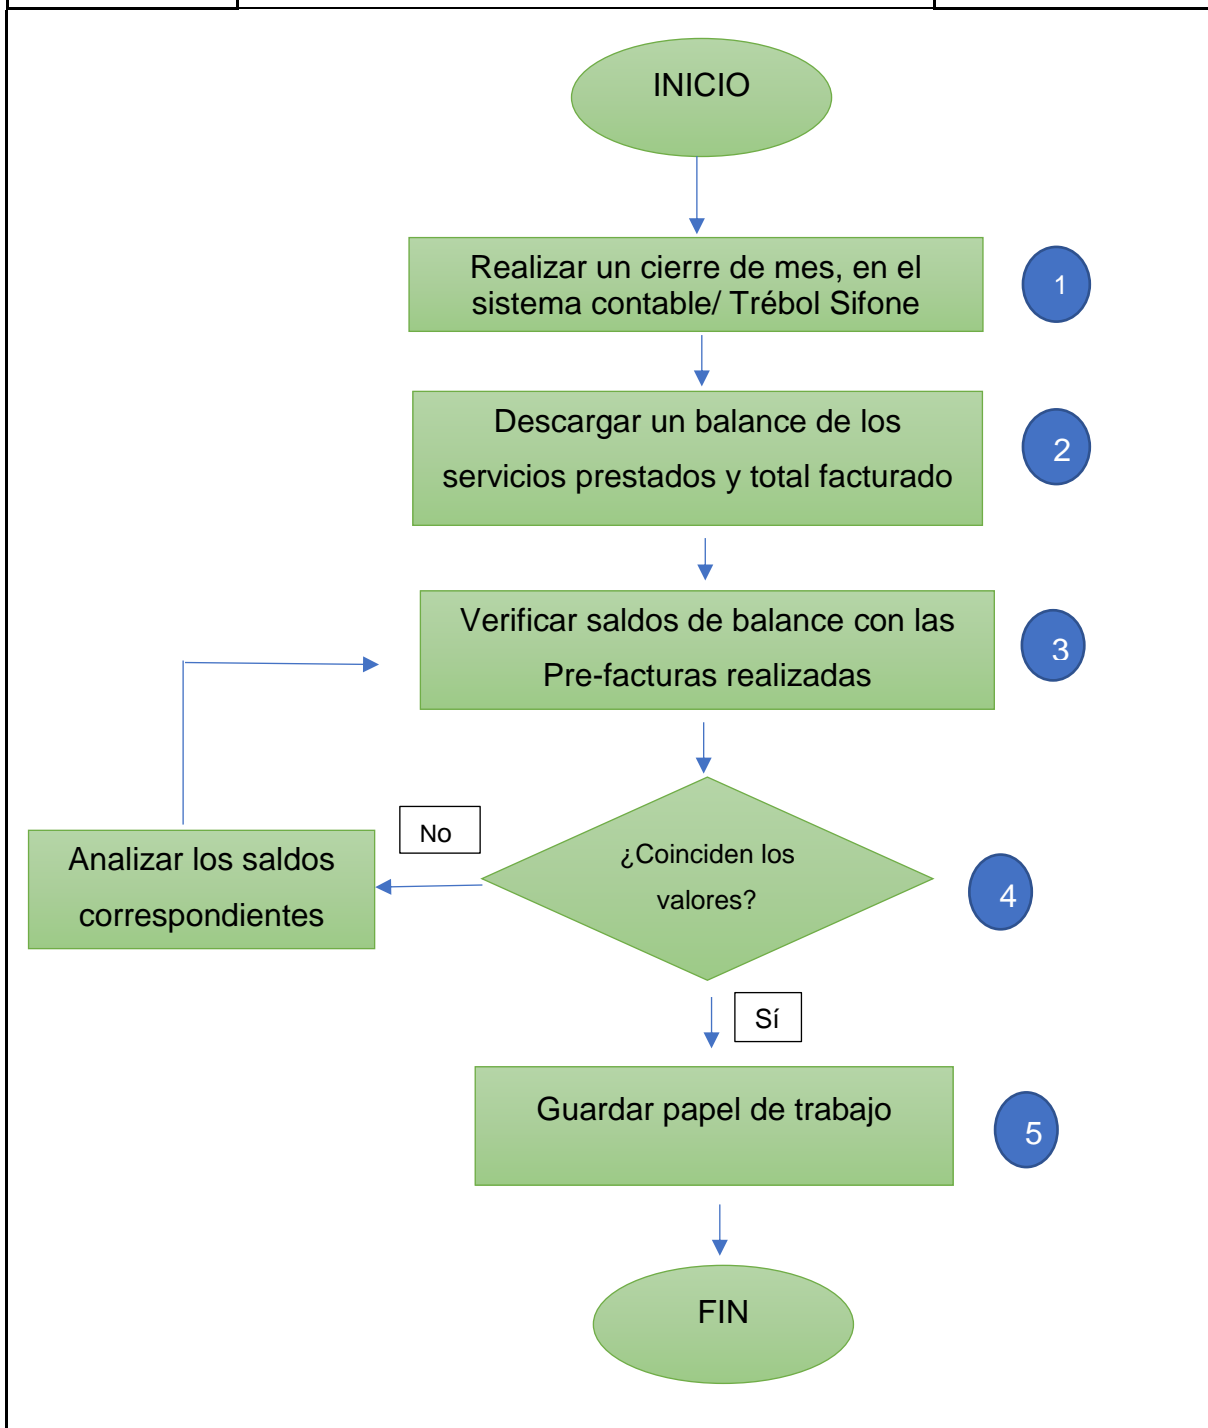 INICIO
Realizar un cierre de mes, en el
sistema contable/ Trébol Sifone
1
Descargar un balance de los
servicios prestados y total facturado
2
Verificar saldos de balance con las
Pre-facturas realizadas
3
No
¿Coinciden los
valores?
4
Analizar los saldos
correspondientes
Sí
Guardar papel de trabajo
5
FIN